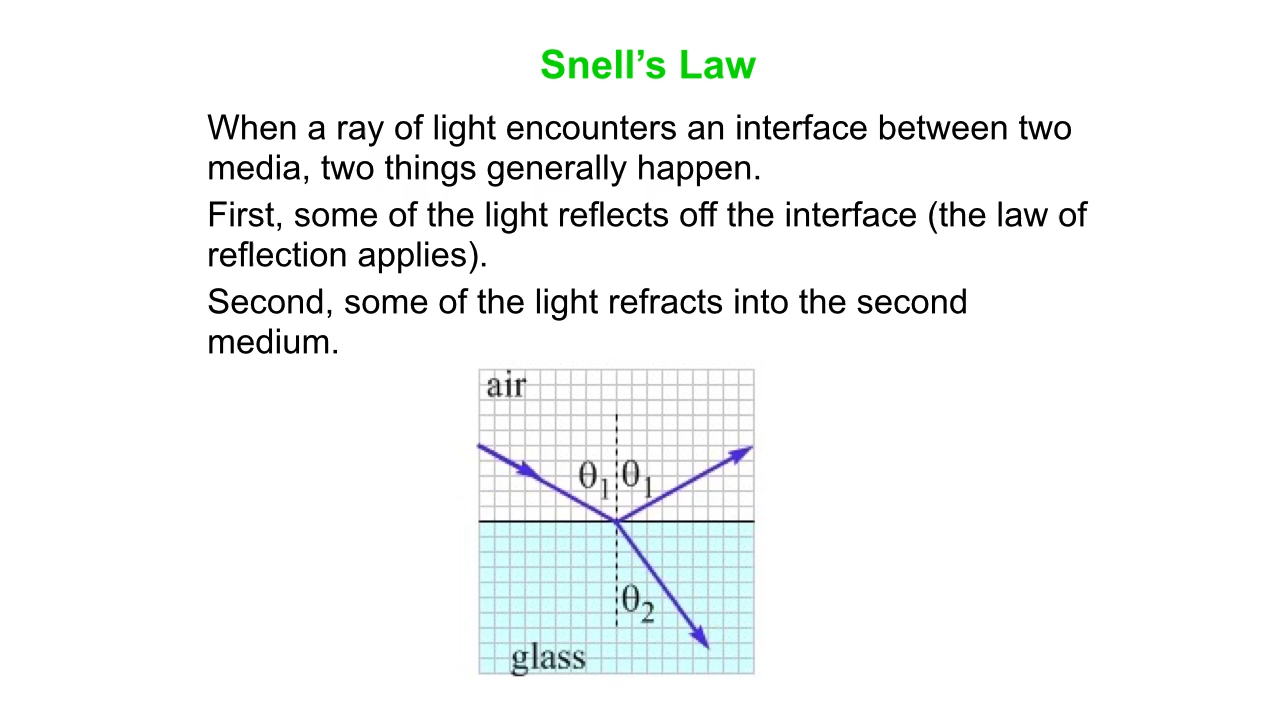 Snell’s Law
When a ray of light encounters an interface between two
media, two things generally happen.
First, some of the light reflects off the interface (the law of
reflection applies).
Second, some of the light refracts into the second
medium.
air
θ1 θ1
θ2
glass